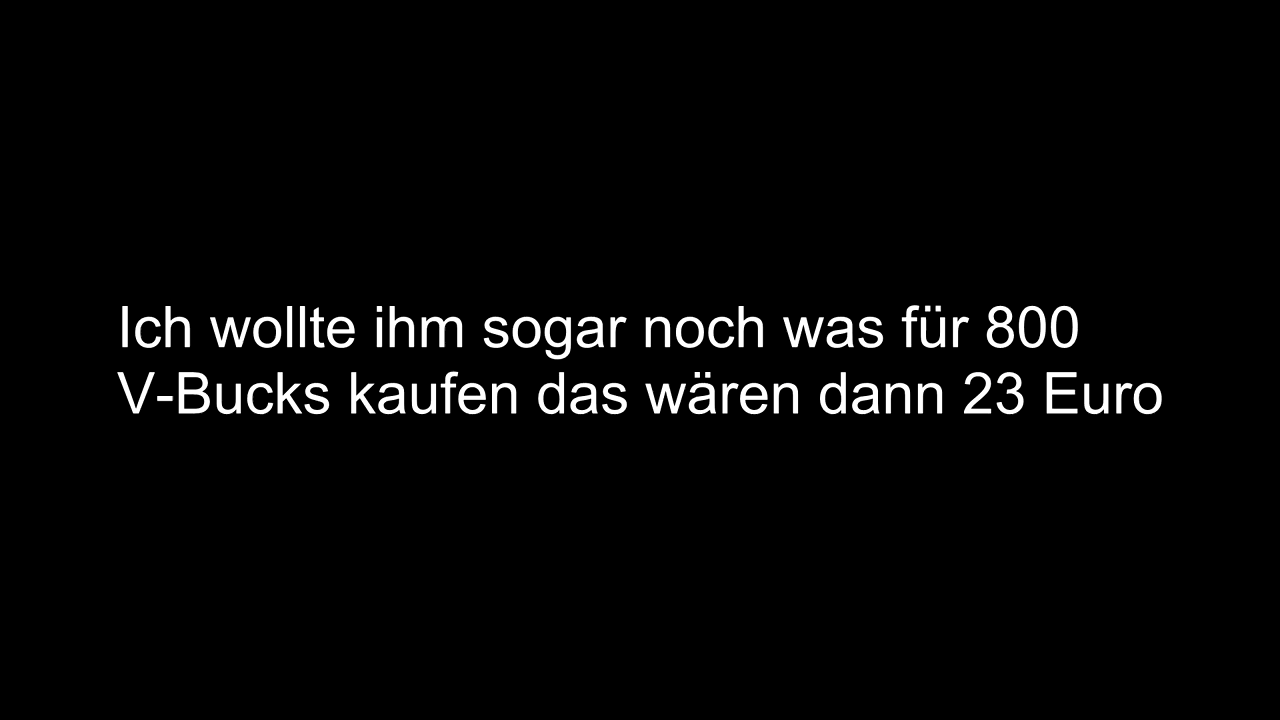 Ich wollte ihm sogar noch was für 800
V-Bucks kaufen das wären dann 23 Euro